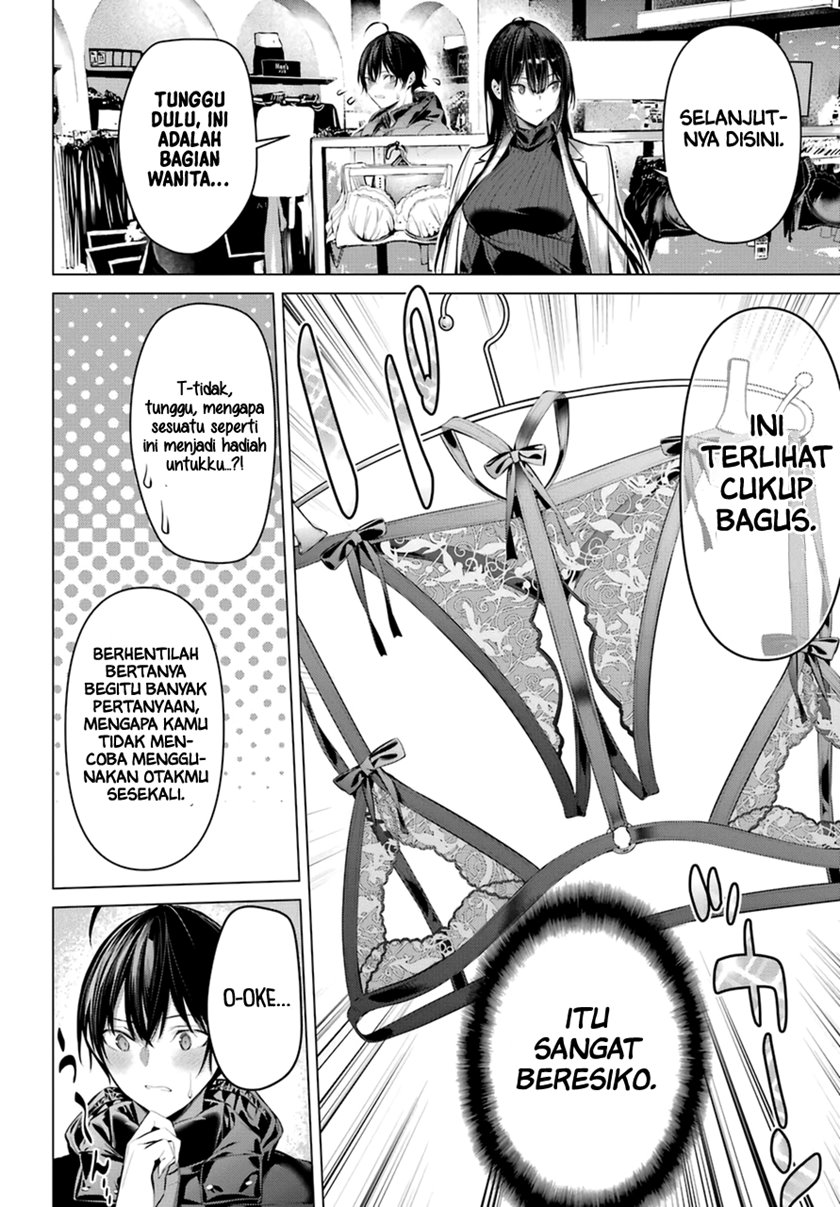 SELANJUT-
NYA DISINI.
TUNGGU
DULU, INI
ADALAH
BAGIAN
WANITA...
Men's
INI
TERLIHAT
CUKUP
BAGUS.
ITU
SANGAT
BERESIKO.
T-tidak,
tunggu, mengapa
sesuatu seperti
ini menjadi hadiah
untukku...?!
BERHENTILAH
BERTANYA
BEGITU BANYAK
PERTANYAAN,
MENGAPA KAMU
TIDAK MEN-
COBA MENGGU-
NAKAN OTAKMU
SESEKALI.
O-OKE...